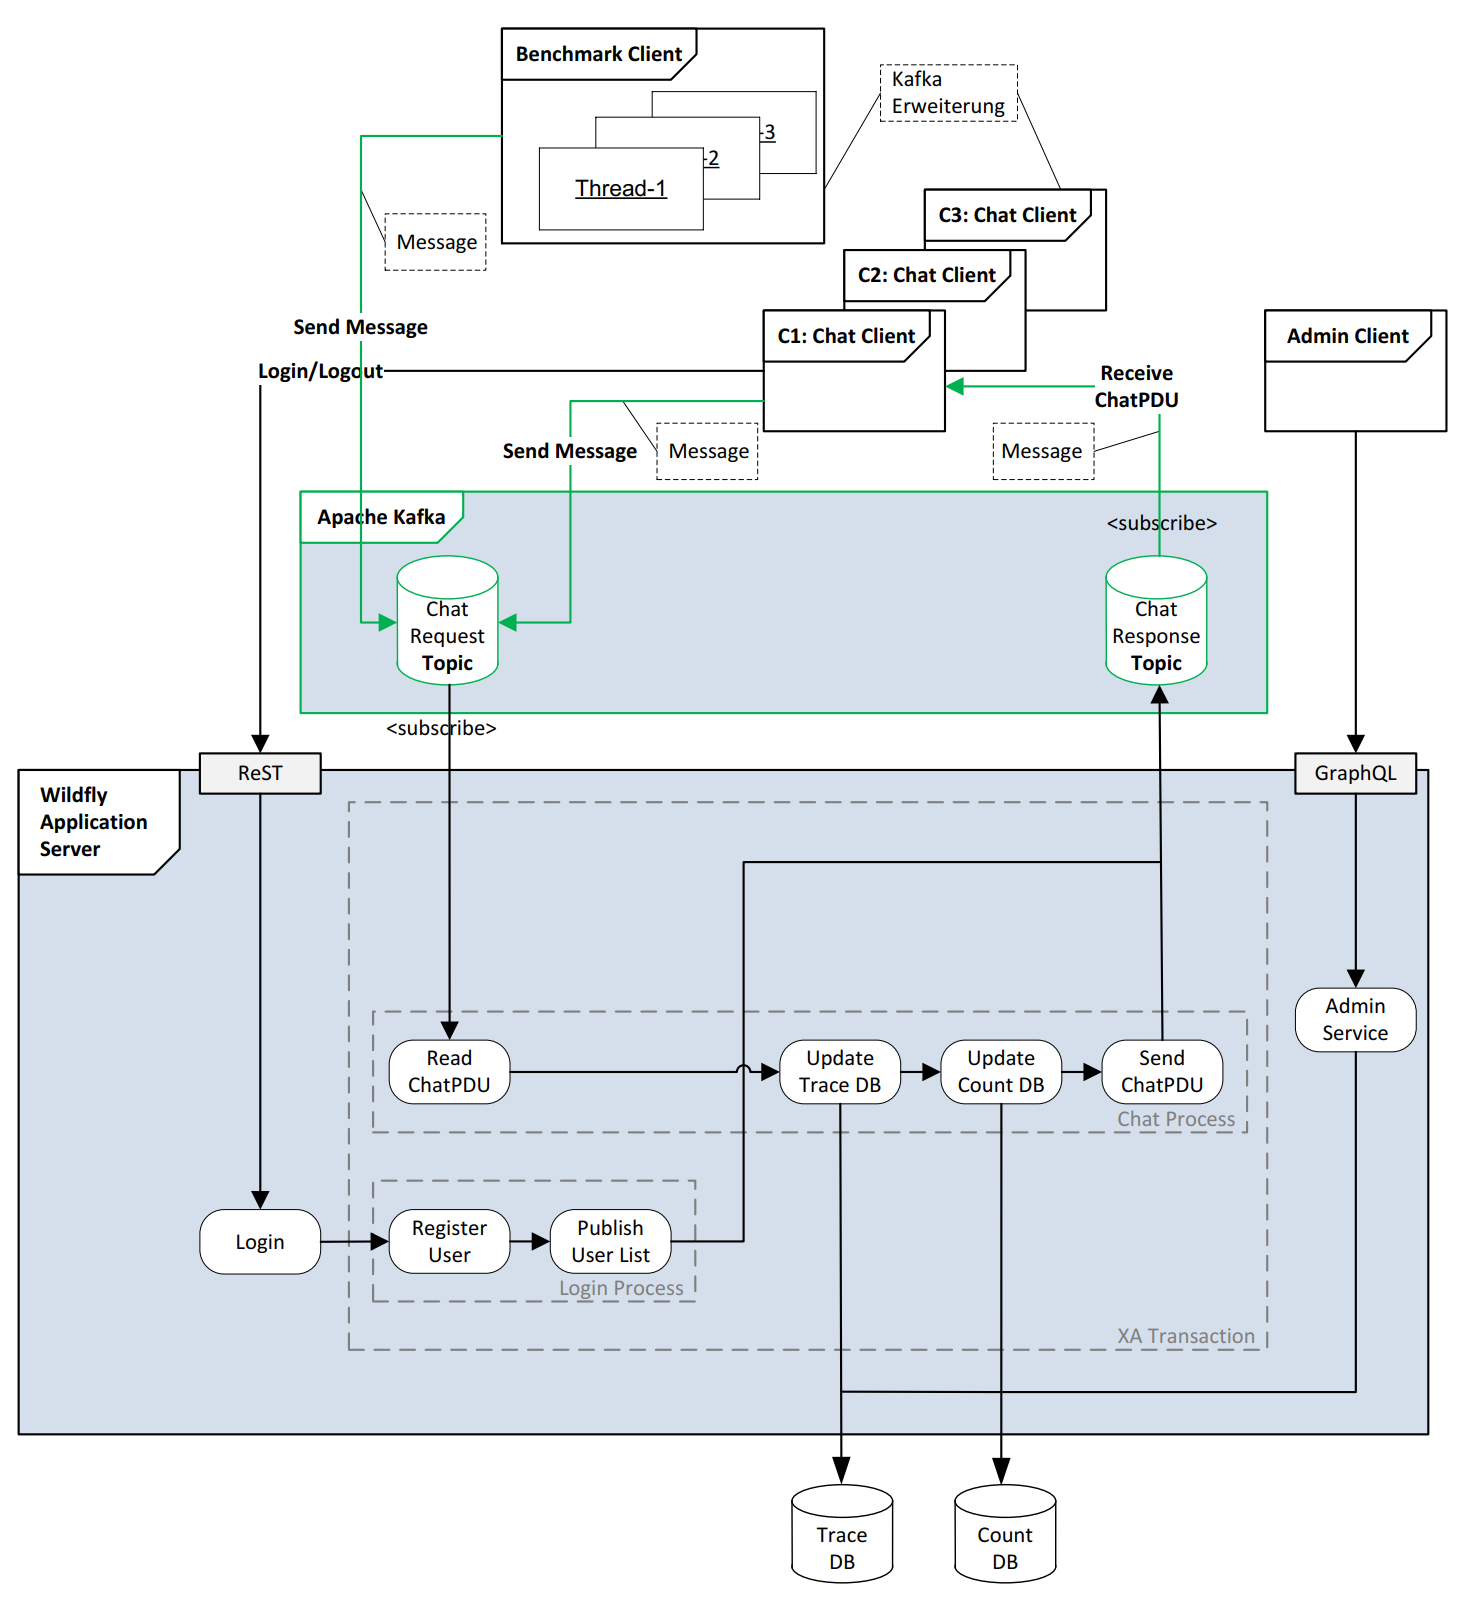 Benchmark Client
Kafka
Erweiterung
-3
-2
Thread-1
C3: Chat Client
Message
C2: Chat Client
Send Message
C1: Chat Client
Admin Client
Login/Logout
Receive
ChatPDU
Send Message
Message
Message
Apache Kafka
<subscribe>
Chat
Request
Topic
Chat
Response
Topic
<subscribe>
ReST
GraphQL
Wildfly
Application
Server
Admin
Service
Read
ChatPDU
Update
Trace DB
Update
Count DB
Send
ChatPDU
Chat Process
Login
Register
User
Publish
User List
Login Process
XA Transaction
Trace
DB
Count
DB